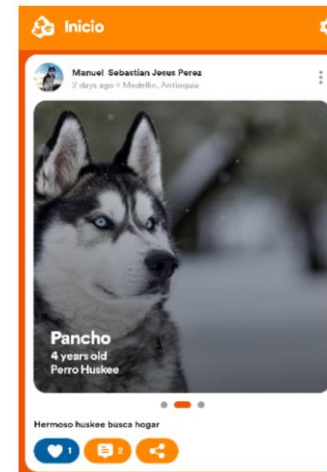 Inicio
Manuel Sebastian Jesus Perez
2 days ago
Medellin, Antinquia
Pancho
4 years old
Perro Huskee
Hermoso huskee busca hogar
1
2